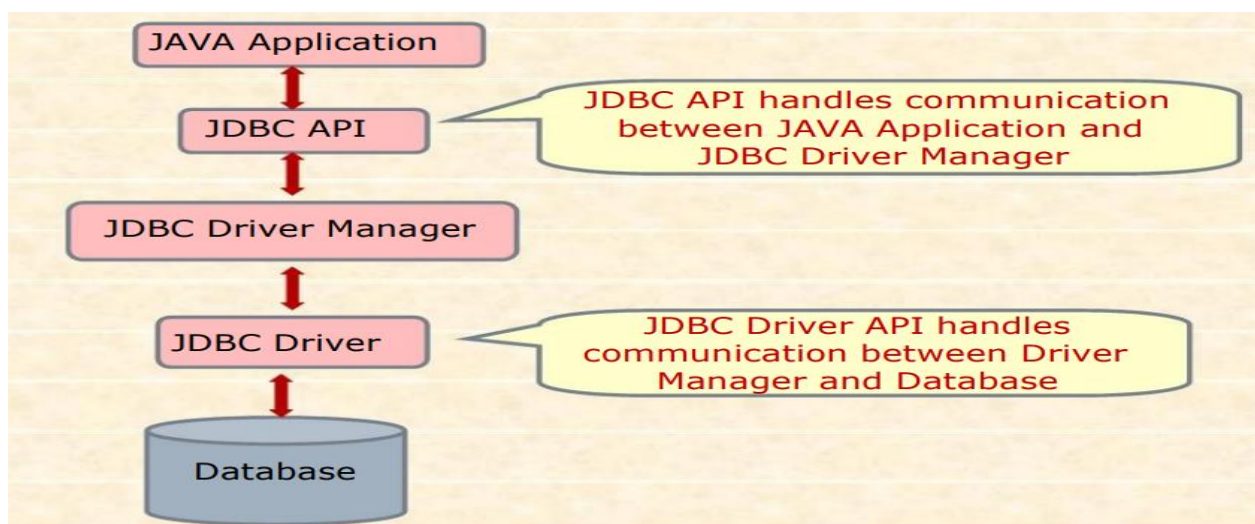 JAVA Application
JDBC API
JDBC API handles communication
between JAVA Application and
JDBC Driver Manager
JDBC Driver Manager
JDBC Driver
JDBC Driver API handles
communication between Driver
Manager and Database
Database